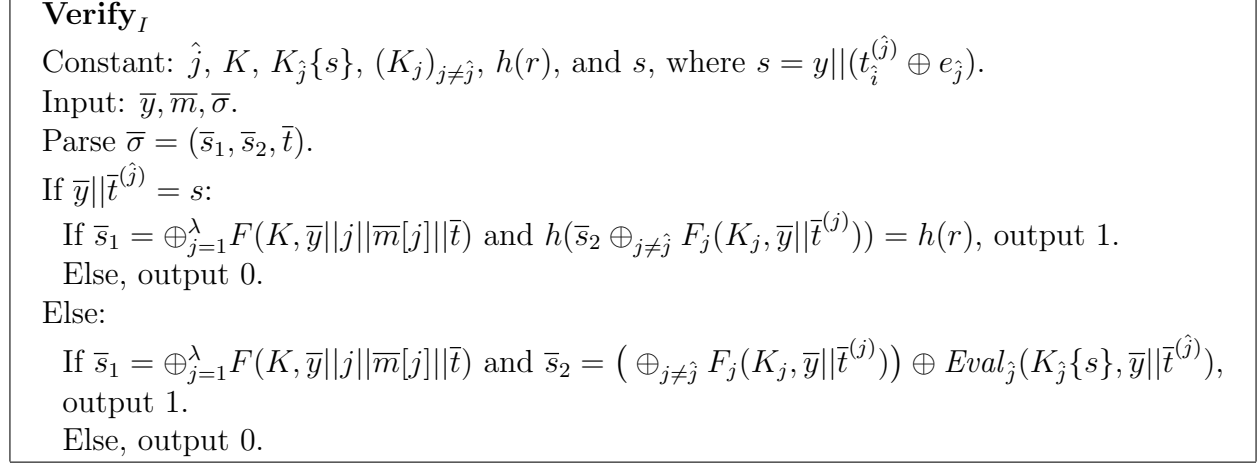 Verify_I
Constant: ĵ, K, K_ĵ{s}, (K_j)_{j≠ĵ}, h(r), and s, where s = y||(t_î^{(ĵ)} ⊕ e_ĵ).
Input: y̅, m̅, σ̅.
Parse σ̅ = (s̅_1, s̅_2, t̅).
If y̅||t̅^{(ĵ)} = s:
If s̅_1 = ⊕_{j=1}^λ F(K, y̅||j||m̅[j]||t̅) and h(s̅_2 ⊕_{j≠ĵ} F_j(K_j, y̅||t̅^{(j)})) = h(r), output 1.
Else, output 0.
Else:
If s̅_1 = ⊕_{j=1}^λ F(K, y̅||j||m̅[j]||t̅) and s̅_2 = ( ⊕_{j≠ĵ} F_j(K_j, y̅||t̅^{(j)})) ⊕ Eval_ĵ(K_ĵ{s}, y̅||t̅^{(ĵ)}),
output 1.
Else, output 0.